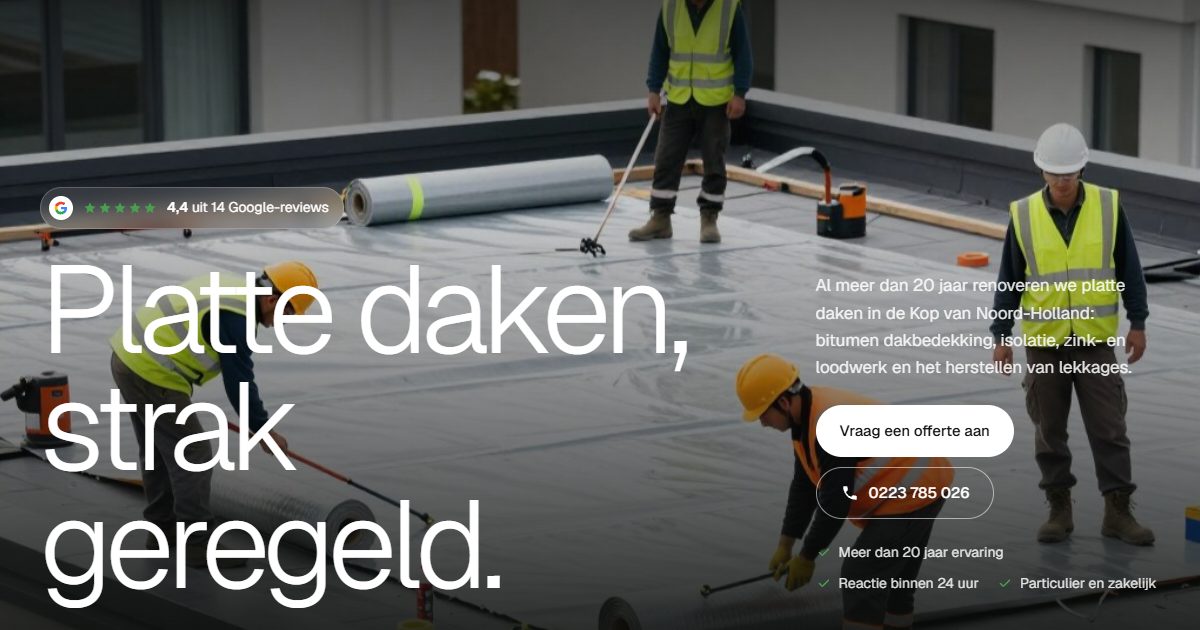 4,4 uit 14 Google-reviews
Platte daken,
strak
geregeld.
Al meer dan 20 jaar renoveren we platte
daken in de Kop van Noord-Holland:
bitumen dakbedekking, isolatie, zink- en
loodwerk en het herstellen van lekkages.
Vraag een offerte aan
0223 785 026
Meer dan 20 jaar ervaring
Reactie binnen 24 uur
Particulier en zakelijk